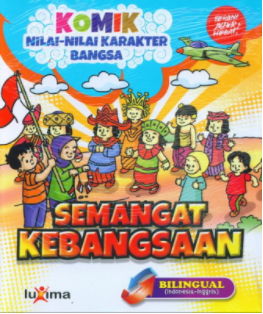 KOMIK
NILAI-NILAI KARAKTER
BANGSA
SEMANGAT
KEBANGSAAN
BILINGUAL
(Indonesia-Inggris)
luxima